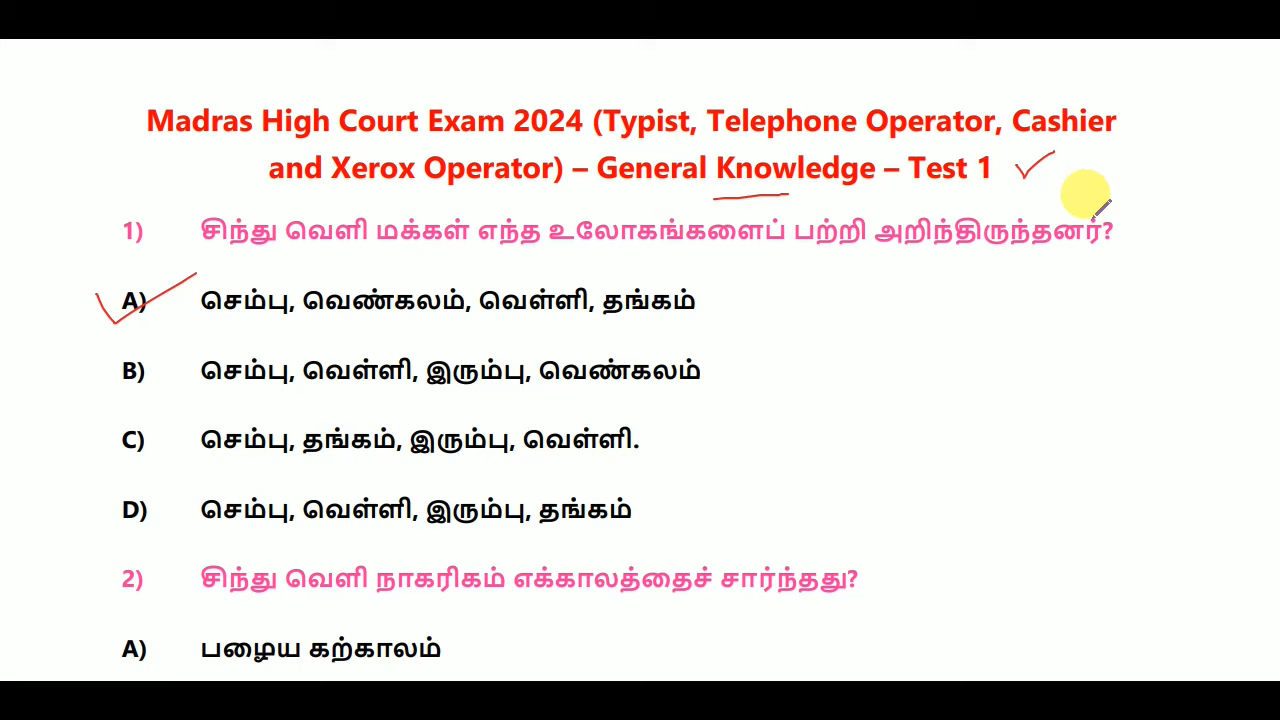 Madras High Court Exam 2024 (Typist, Telephone Operator, Cashier
and Xerox Operator) – General Knowledge – Test 1
1) சிந்து வெளி மக்கள் எந்த உலோகங்களைப் பற்றி அறிந்திருந்தனர்?
A) செம்பு, வெண்கலம், வெள்ளி, தங்கம்
B) செம்பு, வெள்ளி, இரும்பு, வெண்கலம்
C) செம்பு, தங்கம், இரும்பு, வெள்ளி.
D) செம்பு, வெள்ளி, இரும்பு, தங்கம்
2) சிந்து வெளி நாகரிகம் எக்காலத்தைச் சார்ந்தது?
A) பழைய கற்காலம்